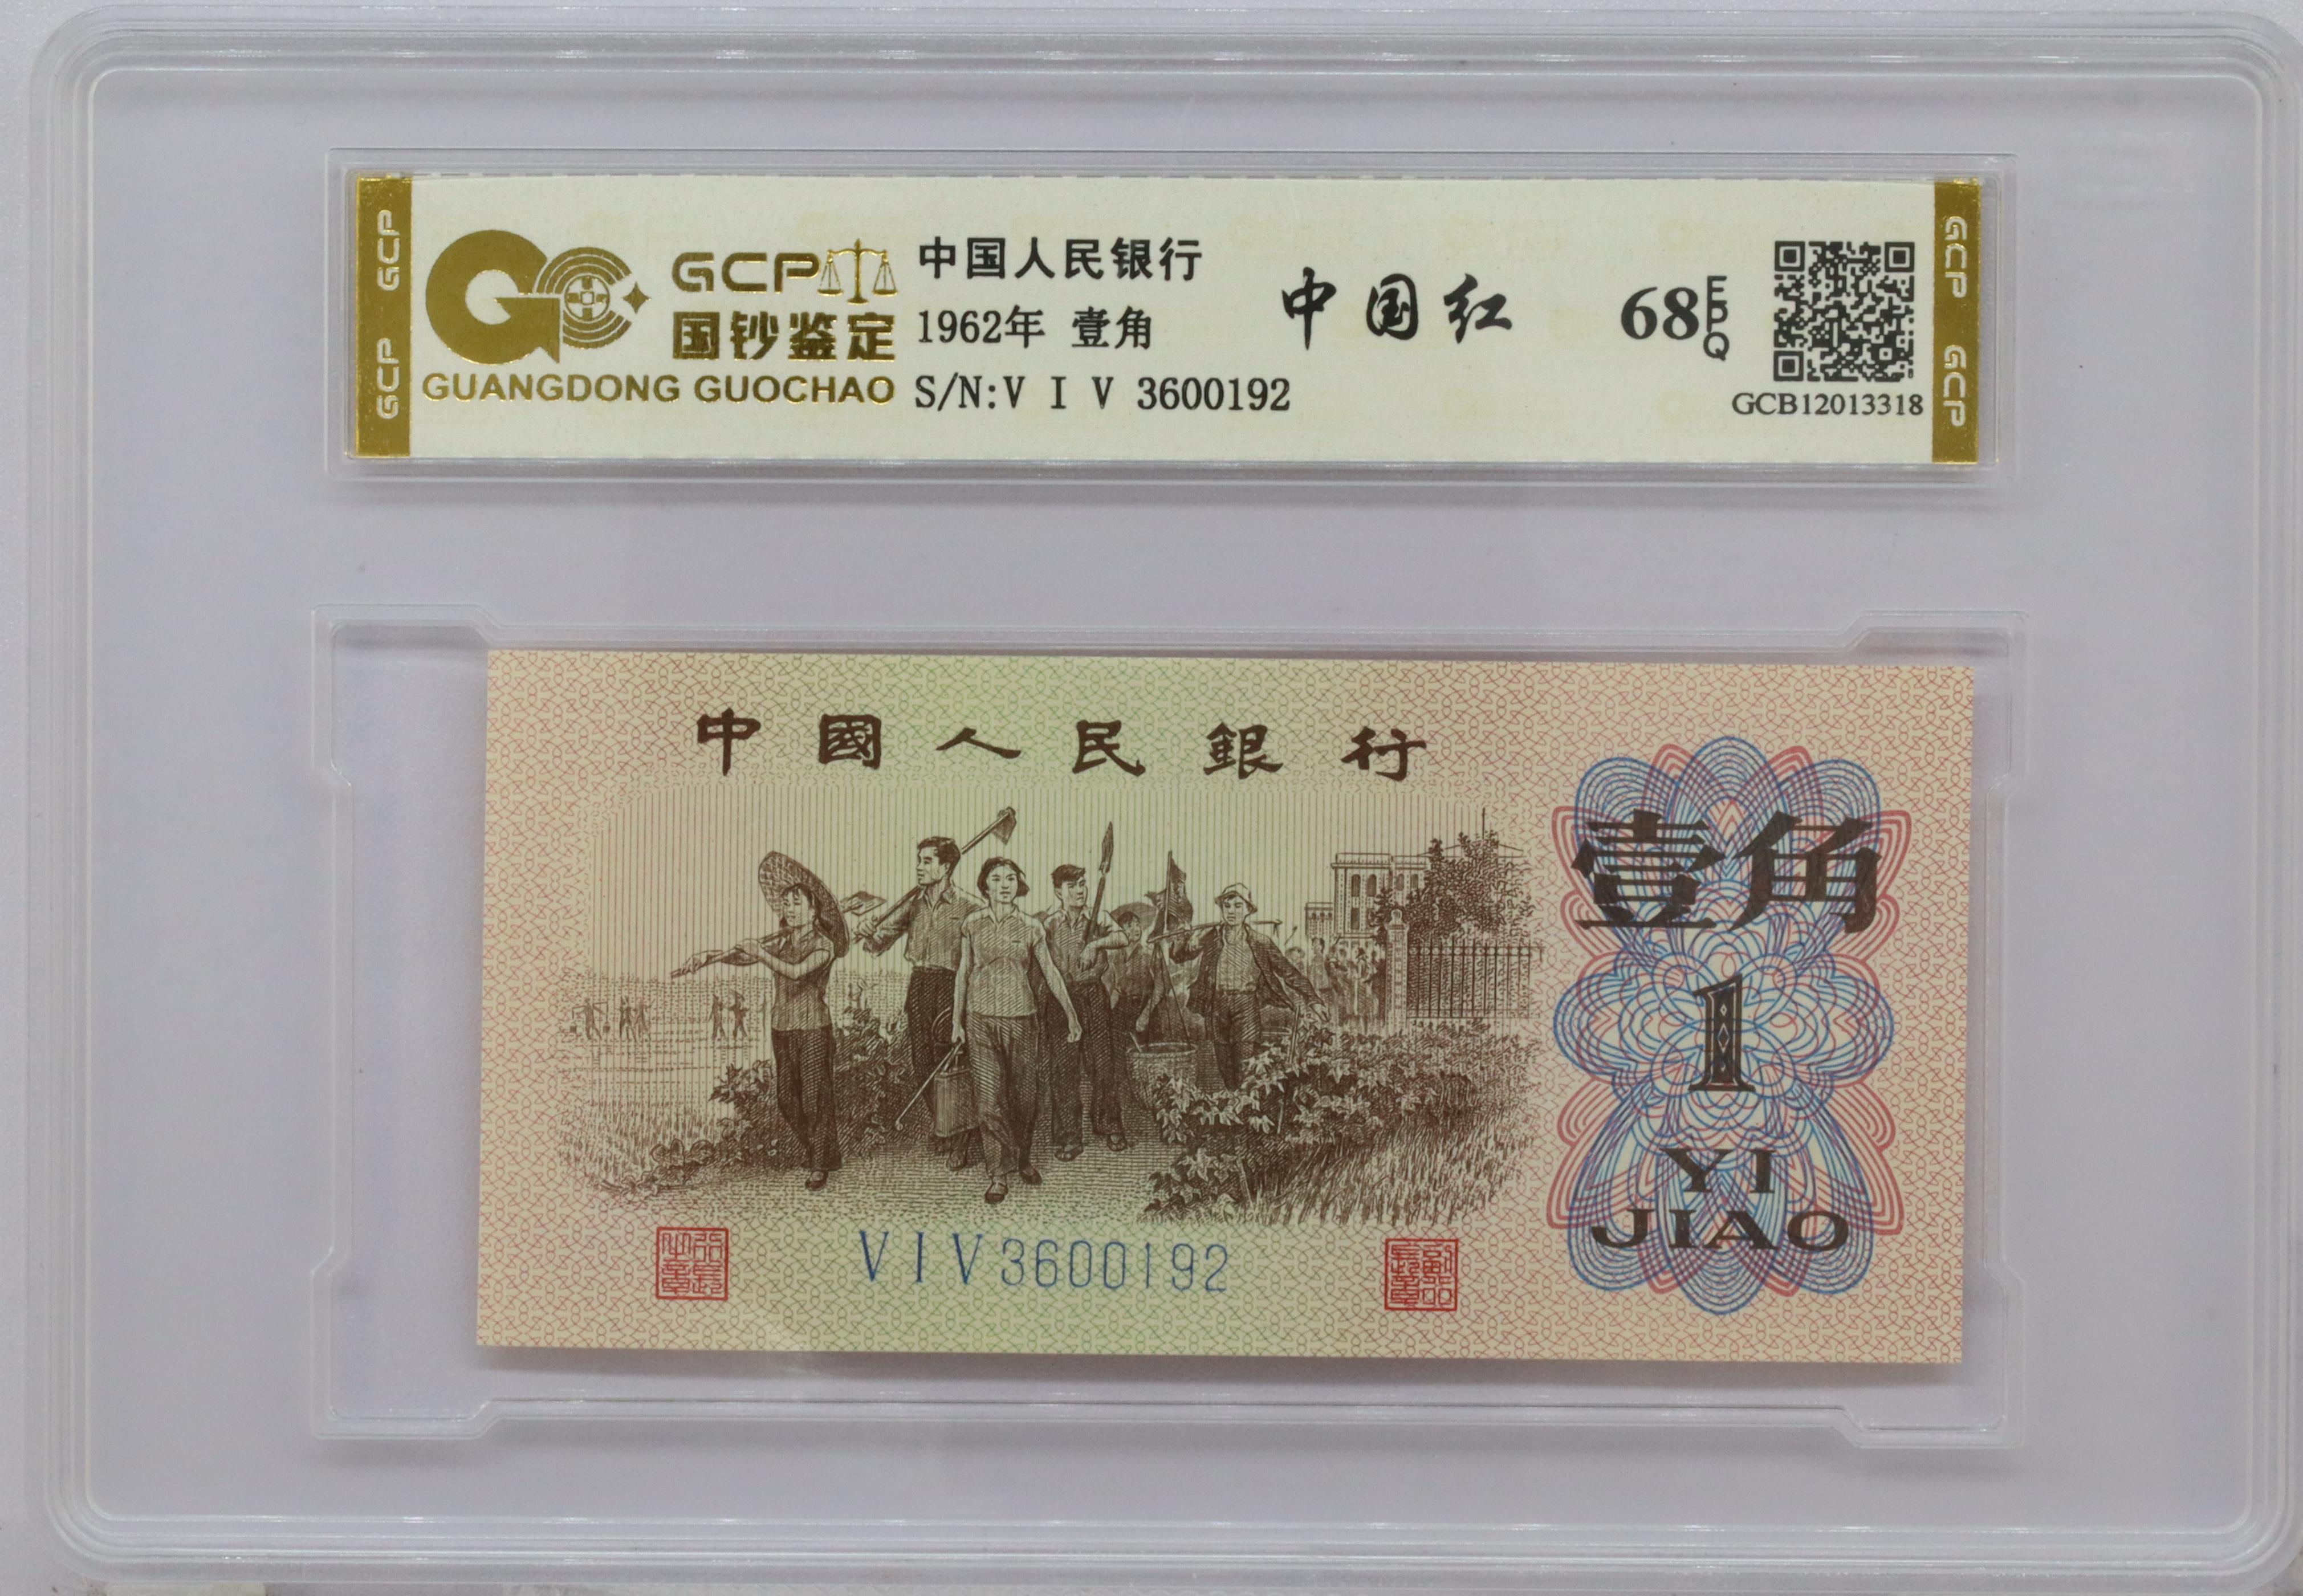 GCP GCP
GCP
国钞鉴定
GUANGDONG GUOCHAO
中国人民银行
1962年 壹角
S/N:V I V 3600192
中国红
68 EPQ
GCB12013318
GCP GCP
中國人民銀行
壹角
1
YI
JIAO
V I V 3600192